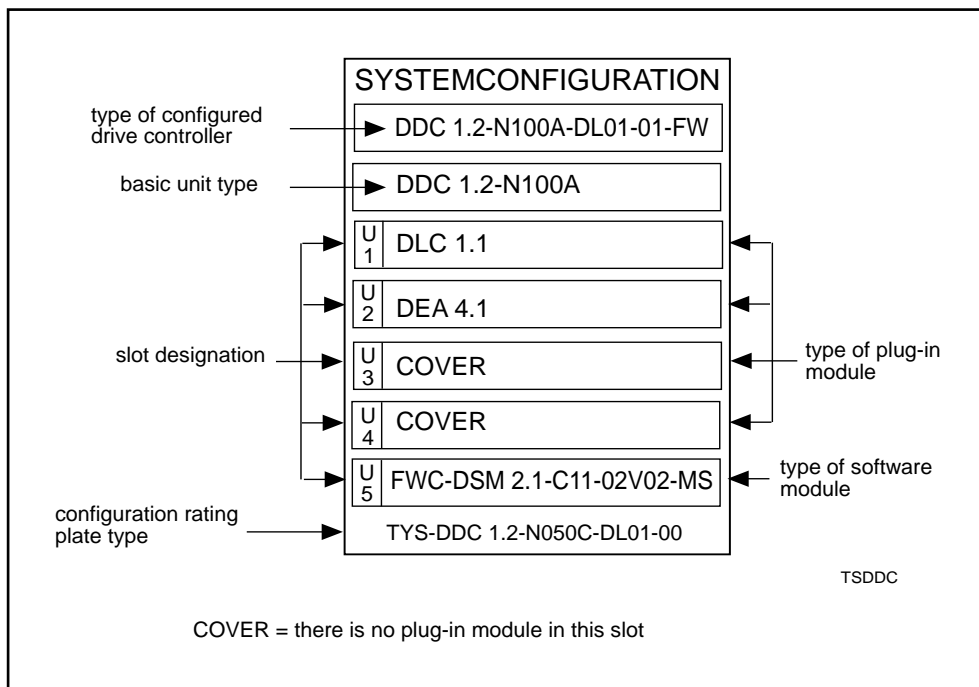 SYSTEMCONFIGURATION
type of configured
drive controller
DDC 1.2-N100A-DL01-01-FW
basic unit type
DDC 1.2-N100A
U
1
DLC 1.1
U
2
DEA 4.1
slot designation
U
3
COVER
type of plug-in
module
U
4
COVER
U
5
FWC-DSM 2.1-C11-02V02-MS
type of software
module
configuration rating
plate type
TYS-DDC 1.2-N050C-DL01-00
TSDDC
COVER = there is no plug-in module in this slot